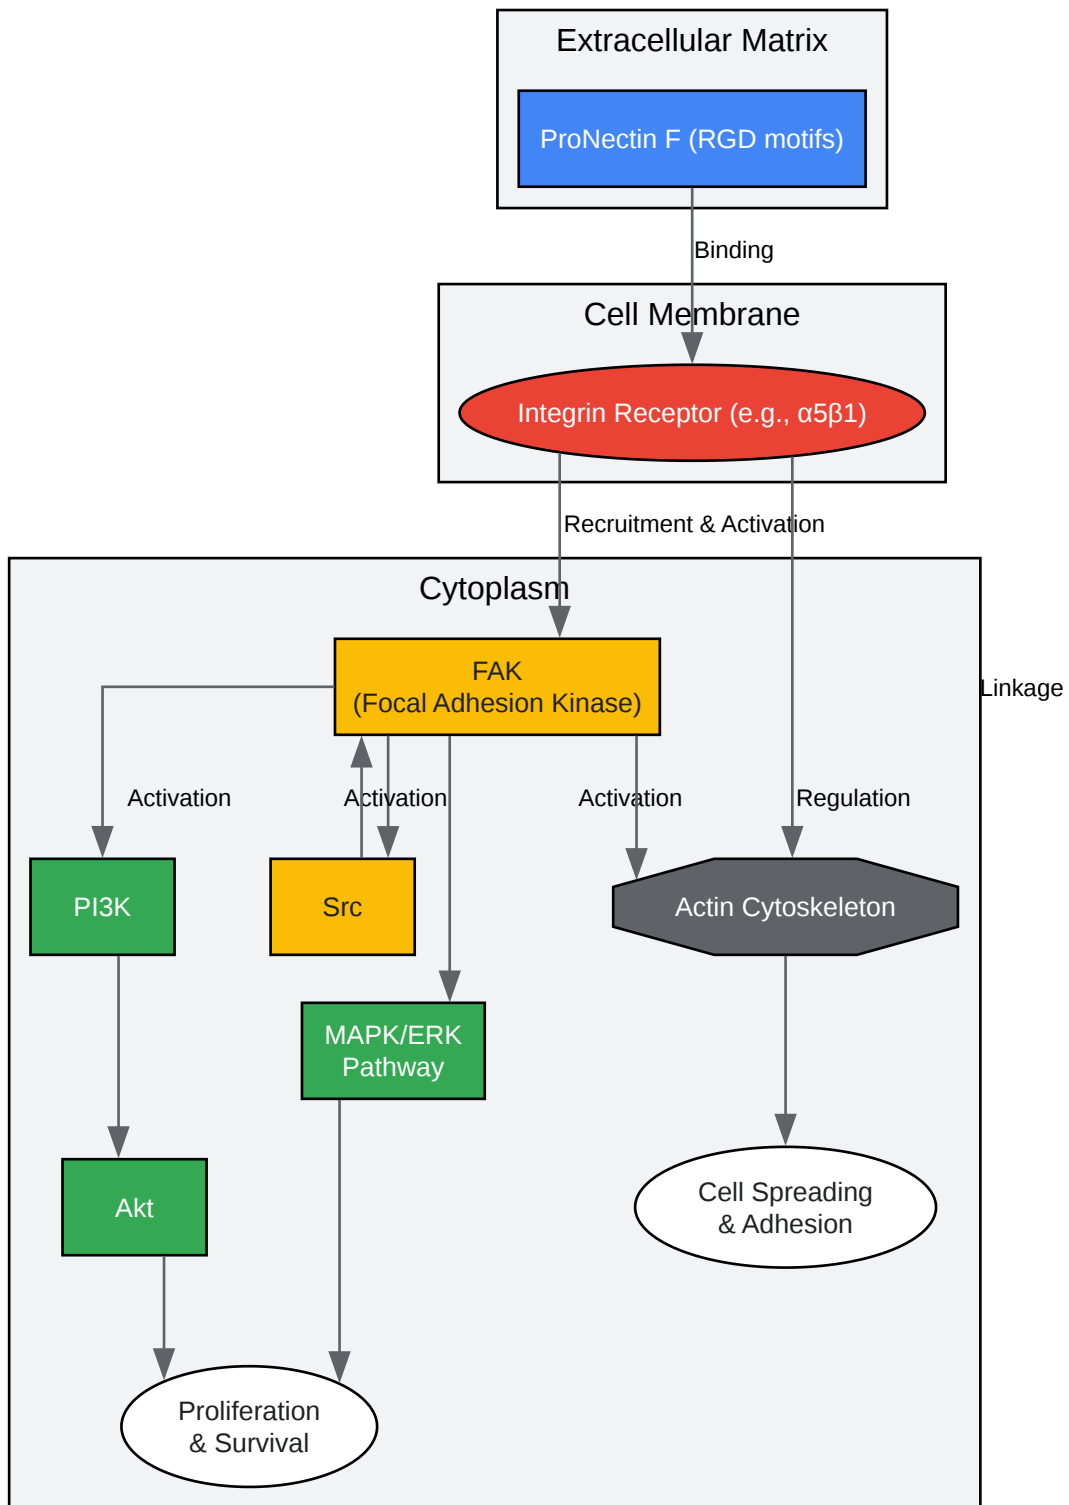 Extracellular Matrix
ProNectin F (RGD motifs)
Binding
Cell Membrane
Integrin Receptor (e.g., α5β1)
Recruitment & Activation
Cytoplasm
FAK
(Focal Adhesion Kinase)
Linkage
Activation
Activation
Activation
Regulation
PI3K
Src
Actin Cytoskeleton
MAPK/ERK
Pathway
Akt
Cell Spreading
& Adhesion
Proliferation
& Survival